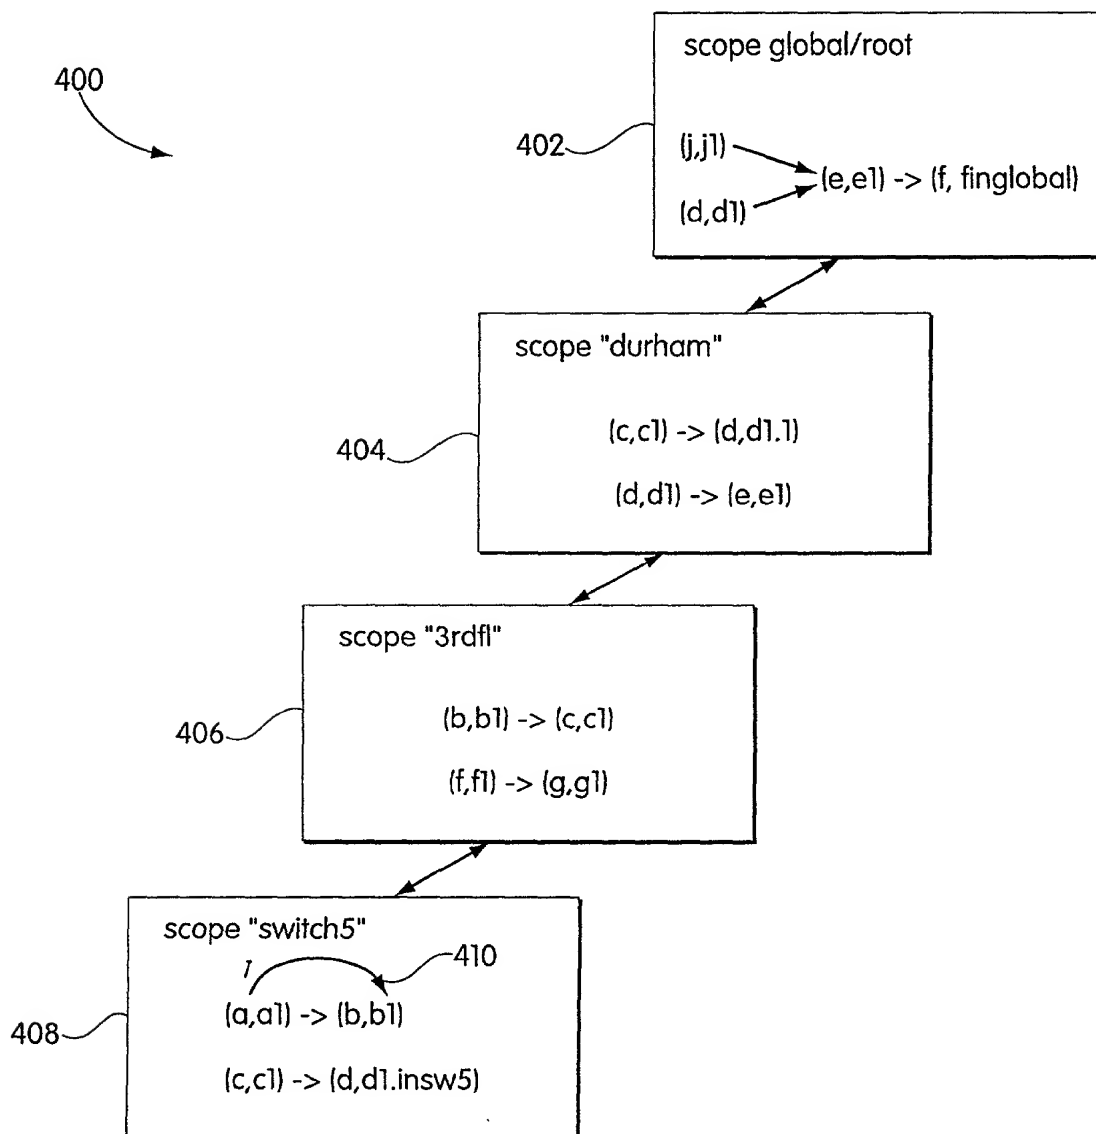 scope global/root
400
402
(j,j1)
(e,e1) -> (f, finglobal)
(d,d1)
scope "durham"
(c,c1) -> (d,d1.1)
404
(d,d1) -> (e,e1)
scope "3rdfl"
(b,b1) -> (c,c1)
406
(f,f1) -> (g,g1)
scope "switch5"
1
410
(a,a1) -> (b,b1)
408
(c,c1) -> (d,d1.insw5)